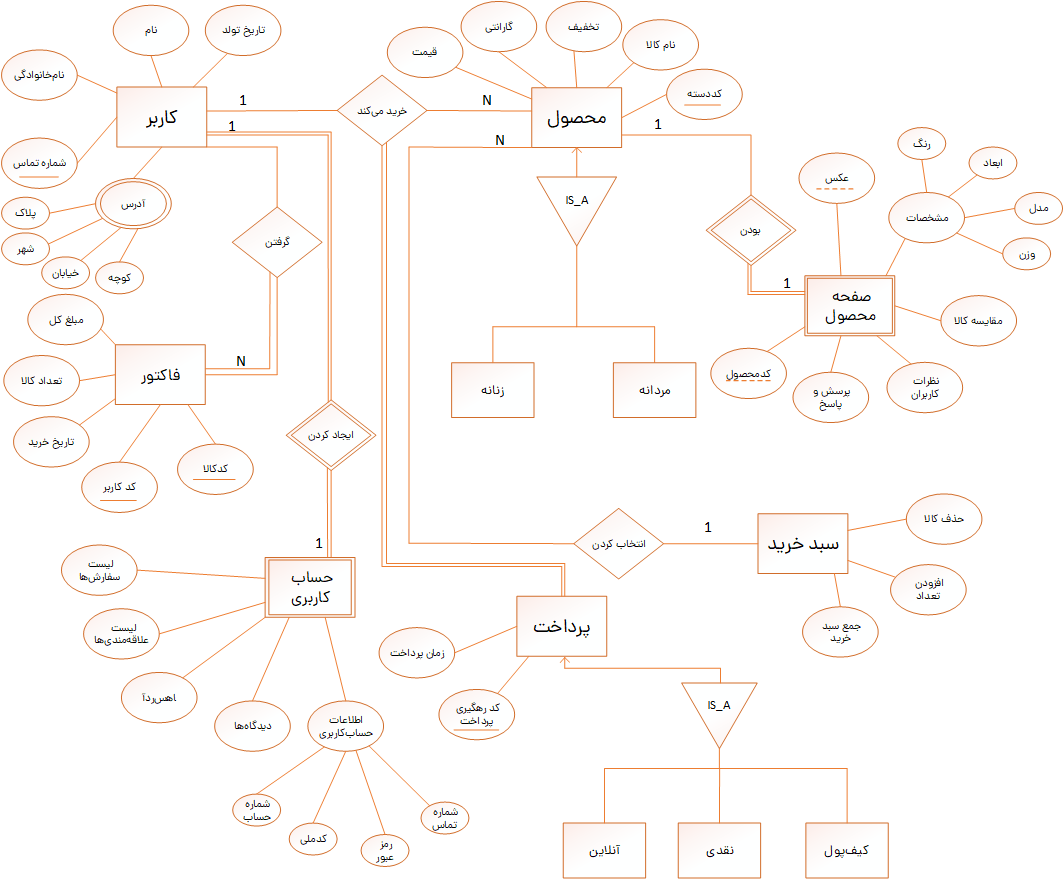 تاریخ تولد
نام
نام‌خانوادگی
کاربر
شماره تماس
آدرس
پلاک
شهر
خیابان
کوچه
1
1
خرید می‌کند
N
N
قیمت
گارانتی
تخفیف
نام کالا
کددسته
محصول
1
IS_A
زنانه
مردانه
بودن
1
عکس
رنگ
ابعاد
مدل
وزن
مشخصات
صفحه
محصول
مقایسه کالا
کدمحصول
پرسش و
پاسخ
نظرات
کاربران
گرفتن
N
مبلغ کل
فاکتور
تعداد کالا
تاریخ خرید
کد کاربر
کدکالا
ایجاد کردن
1
حساب
کاربری
لیست
سفارش‌ها
لیست
علاقه‌مندی‌ها
آدرس‌ها
دیدگاه‌ها
اطلاعات
حساب‌کاربری
شماره
حساب
کدملی
رمز
عبور
شماره
تماس
انتخاب کردن
1
سبد خرید
حذف کالا
افزودن
تعداد
جمع سبد
خرید
پرداخت
زمان پرداخت
کد رهگیری
پرداخت
IS_A
آنلاین
نقدی
کیف‌پول